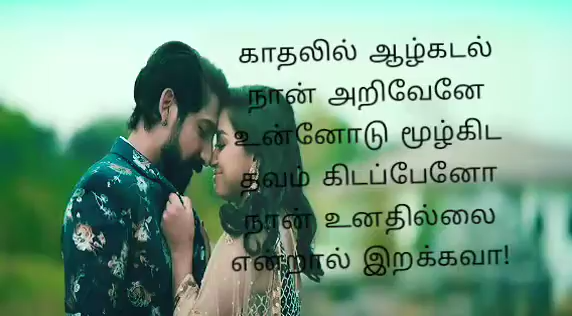 காதலில் ஆழ்கடல்
நான் அறிவேனே
உன்னோடு மூழ்கிட
தவம் கிடப்பேனோ
நான் உனதில்லை
என்றால் இறக்கவா!